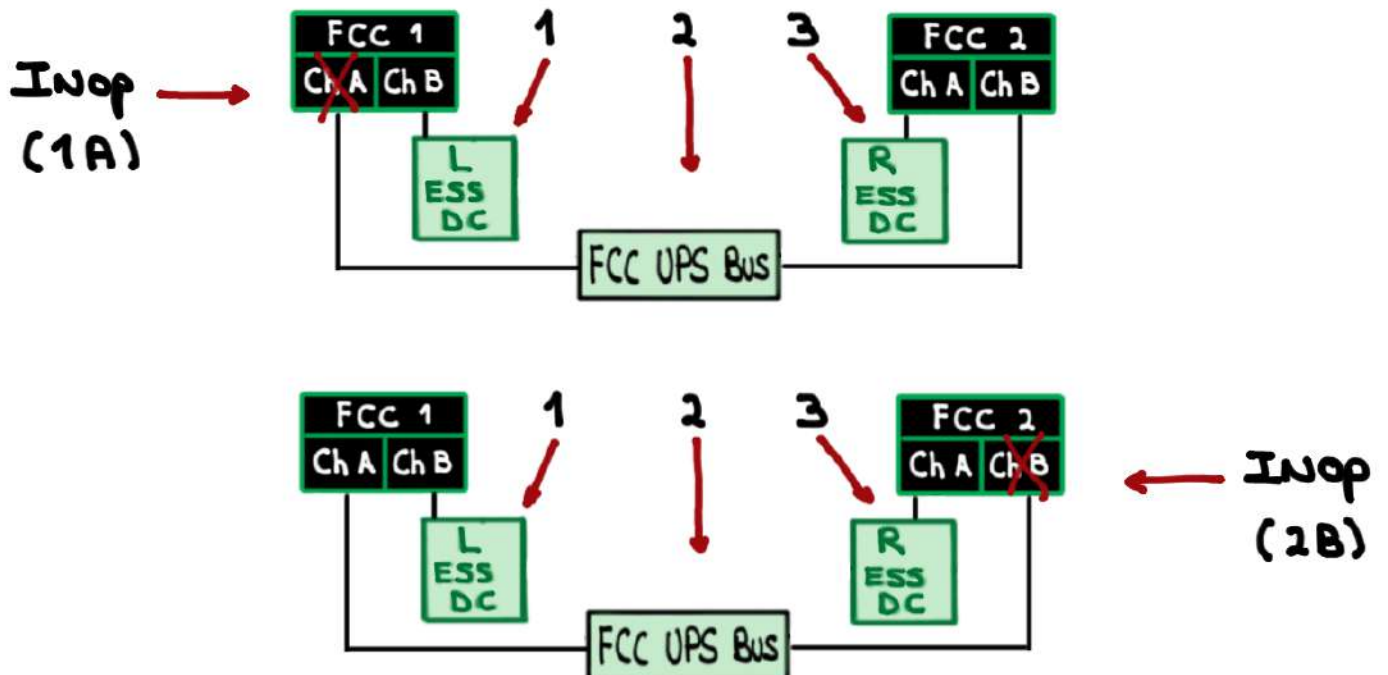 FCC 1
1 2 3
FCC 2
INop
(1A)
Ch A Ch B
Ch A Ch B
L
ESS
DC
R
ESS
DC
FCC UPS Bus
FCC 1
1 2 3
FCC 2
Ch A Ch B
Ch A Ch B
INop
(2B)
L
ESS
DC
R
ESS
DC
FCC UPS Bus